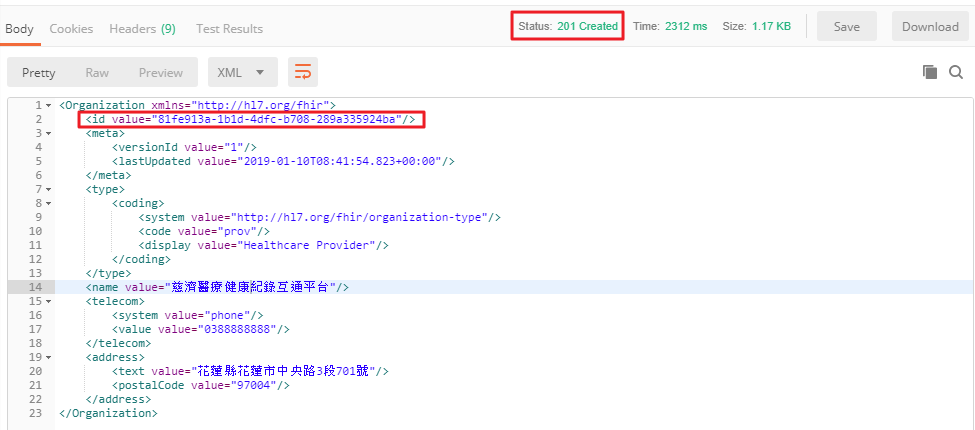 Body Cookies Headers (9) Test Results Status: 201 Created Time: 2312 ms Size: 1.17 KB Save Download
Pretty Raw Preview XML
1 <Organization xmlns="http://hl7.org/fhir">
2 <id value="81fe913a-1b1d-4dfc-b708-289a335924ba"/>
3 <meta>
4 <versionId value="1"/>
5 <lastUpdated value="2019-01-10T08:41:54.823+00:00"/>
6 </meta>
7 <type>
8 <coding>
9 <system value="http://hl7.org/fhir/organization-type"/>
10 <code value="prov"/>
11 <display value="Healthcare Provider"/>
12 </coding>
13 </type>
14 <name value="慈濟醫療健康紀錄互通平台"/>
15 <telecom>
16 <system value="phone"/>
17 <value value="0388888888"/>
18 </telecom>
19 <address>
20 <text value="花蓮縣花蓮市中央路3段701號"/>
21 <postalCode value="97004"/>
22 </address>
23 </Organization>